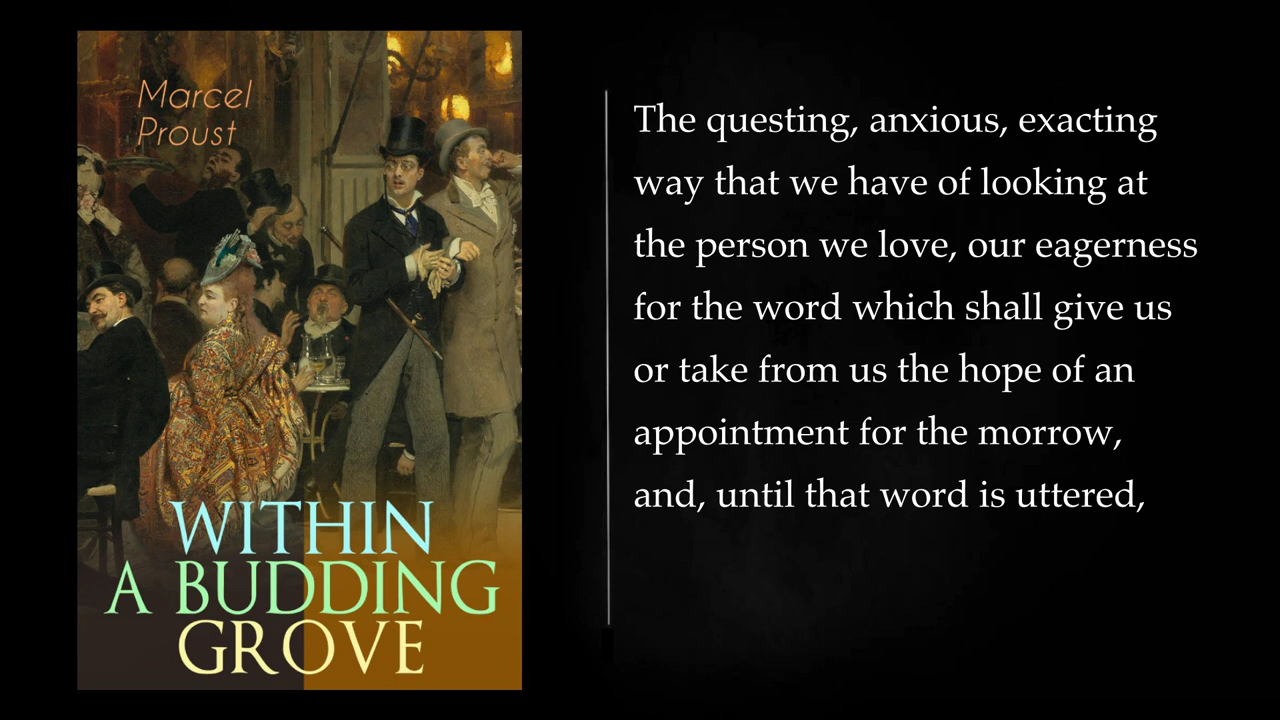 Marcel
Proust
WITHIN
A BUDDING
GROVE
The questing, anxious, exacting
way that we have of looking at
the person we love, our eagerness
for the word which shall give us
or take from us the hope of an
appointment for the morrow,
and, until that word is uttered,